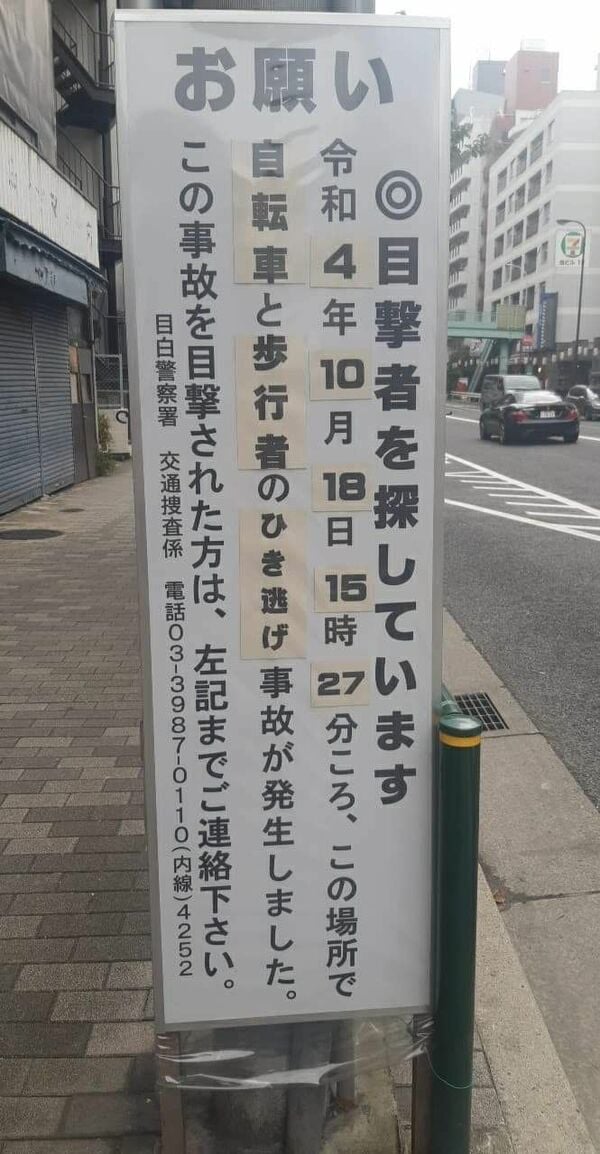 お願い
◎目撃者を探しています
令和4年10月18日15時27分ころ、この場所で
自転車と歩行者のひき逃げ事故が発生しました。
この事故を目撃された方は、左記までご連絡下さい。
目白警察署 交通捜査係 電話03-3987-0110(内線)4252